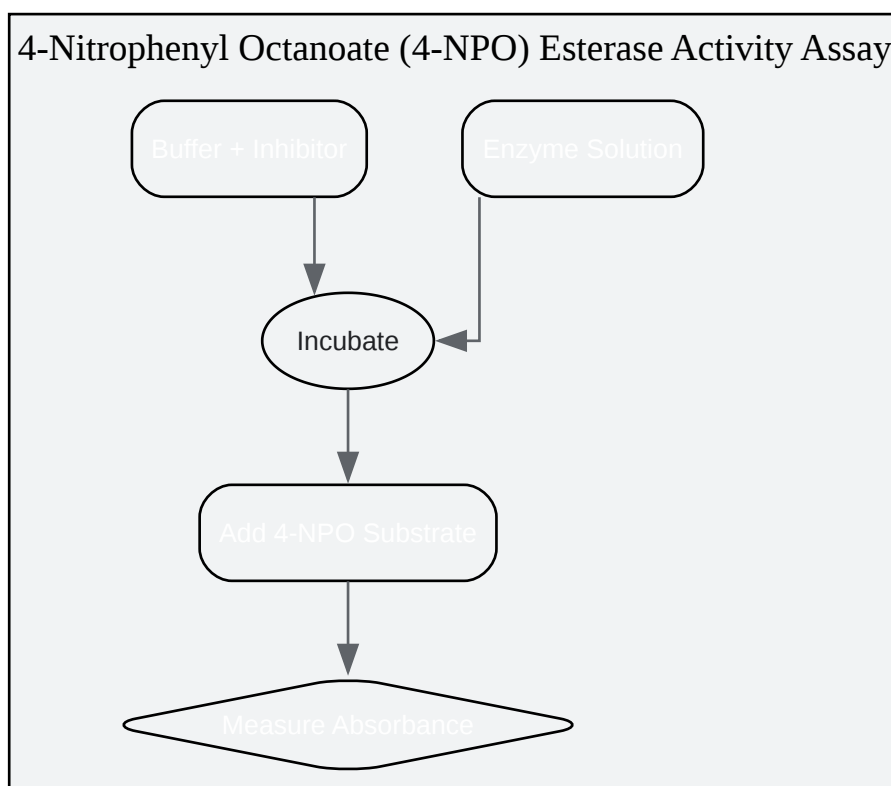 4-Nitrophenyl Octanoate (4-NPO) Esterase Activity Assay
Buffer + Inhibitor
Enzyme Solution
Incubate
Add 4-NPO Substrate
Measure Absorbance